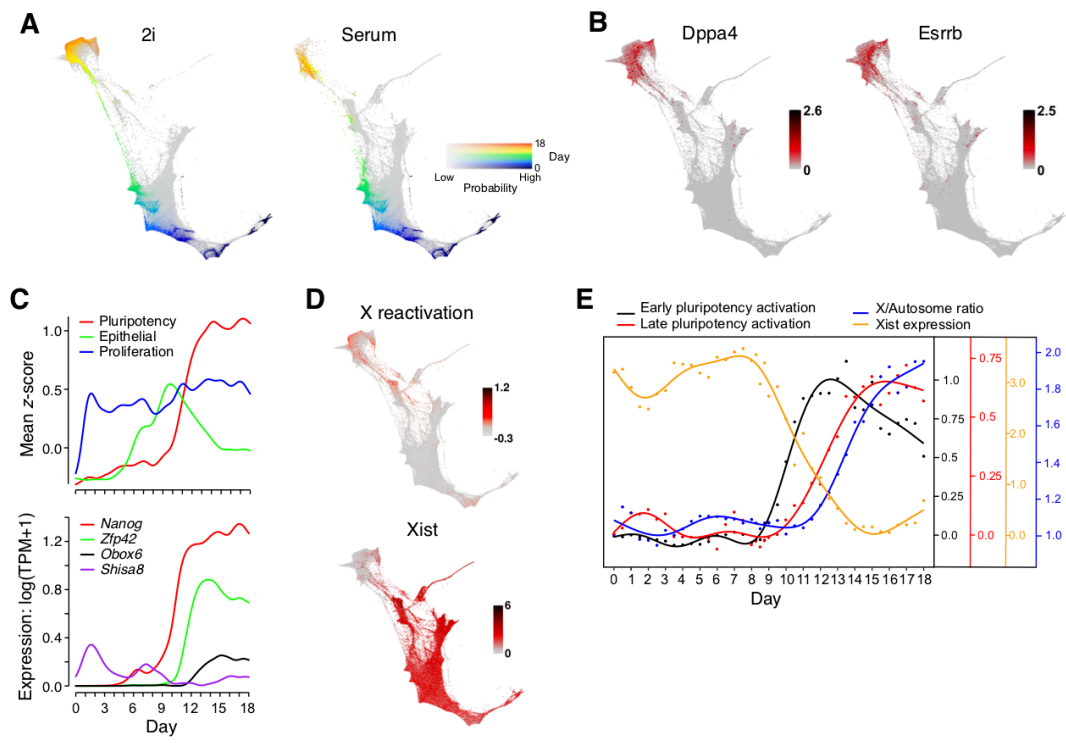 A
2i
Serum
18
Day
0
Low
High
Probability
B
Dppa4
Esrrb
2.6
0
2.5
0
C
Pluripotency
Epithelial
Proliferation
1.0
0.5
0.0
Mean z-score
Nanog
Zfp42
Obox6
Shisa8
1.2
0.8
0.4
0.0
Expression: log(TPM+1)
0 3 6 9 12 15 18
Day
D
X reactivation
1.2
-0.3
Xist
6
0
E
Early pluripotency activation
Late pluripotency activation
X/Autosome ratio
Xist expression
1.0
0.75
0.5
0.25
0.0
0.75
0.5
0.25
0.0
3.0
2.0
1.0
0.0
2.0
1.8
1.6
1.4
1.2
1.0
0 1 2 3 4 5 6 7 8 9 10 11 12 13 14 15 16 17 18
Day